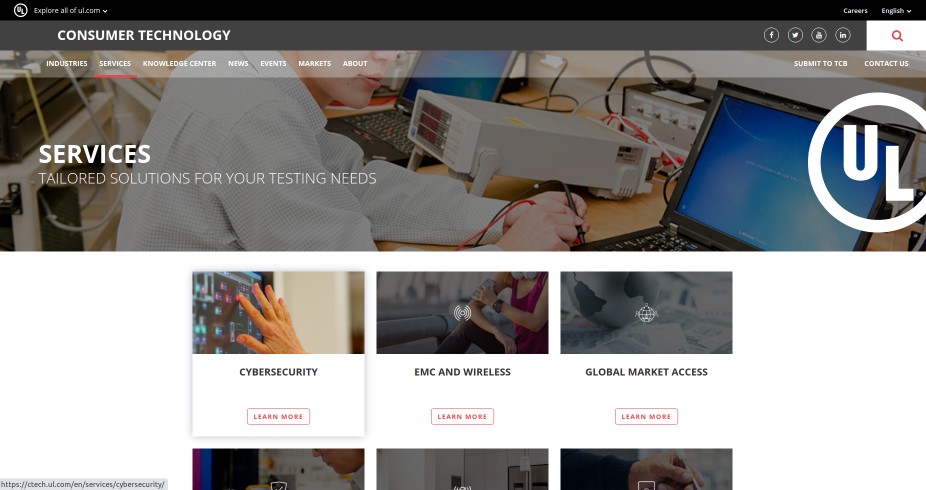 UL Explore all of ul.com
Careers English
CONSUMER TECHNOLOGY
INDUSTRIES SERVICES KNOWLEDGE CENTER NEWS EVENTS MARKETS ABOUT
SUBMIT TO TCB CONTACT US
SERVICES
TAILORED SOLUTIONS FOR YOUR TESTING NEEDS
UL
CYBERSECURITY
LEARN MORE
EMC AND WIRELESS
LEARN MORE
GLOBAL MARKET ACCESS
LEARN MORE
https://ctech.ul.com/en/services/cybersecurity/